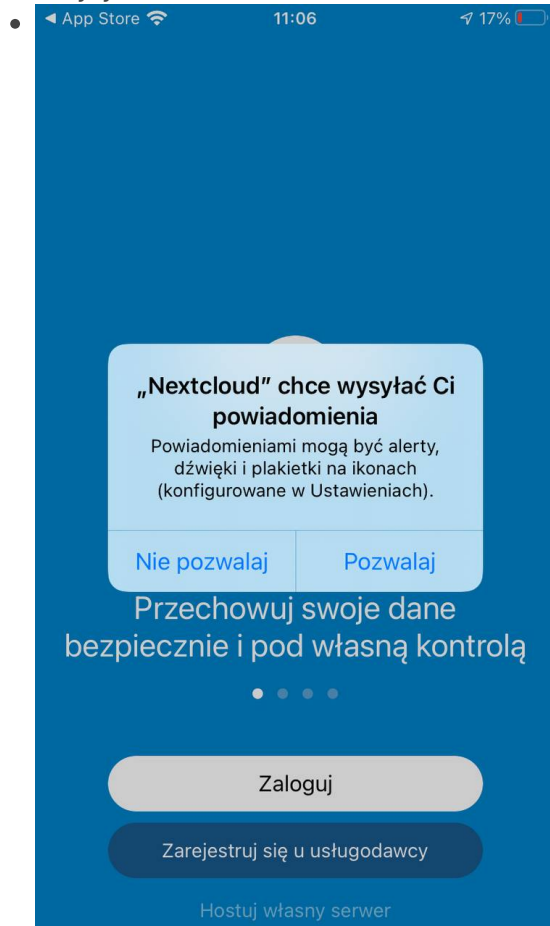 App Store
11:06
17%
„Nextcloud” chce wysyłać Ci
powiadomienia
Powiadomieniami mogą być alerty,
dźwięki i plakietki na ikonach
(konfigurowane w Ustawieniach).
Nie pozwalaj
Pozwalaj
Przechowuj swoje dane
bezpiecznie i pod własną kontrolą
Zaloguj
Zarejestruj się u usługodawcy
Hostuj własny serwer